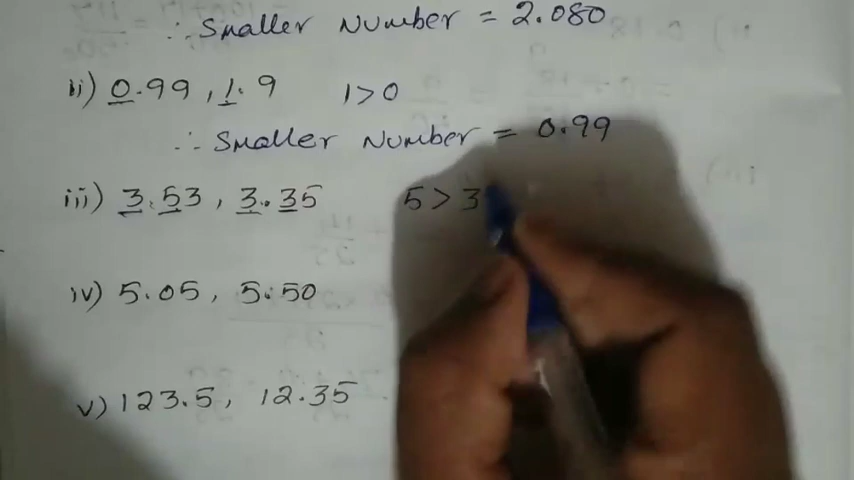 ∴ Smaller Number = 2.080
ii) 0.99, 1.9 1>0
∴ Smaller Number = 0.99
iii) 3.53, 3.35 5>3
iv) 5.05, 5.50
v) 123.5, 12.35